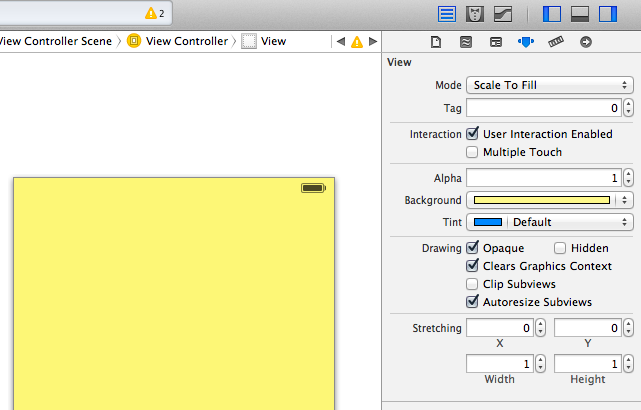 2
View Controller Scene
View Controller
View
View
Mode Scale To Fill
Tag 0
Interaction User Interaction Enabled
Multiple Touch
Alpha 1
Background
Tint Default
Drawing Opaque Hidden
Clears Graphics Context
Clip Subviews
Autoresize Subviews
Stretching 0 0
X Y
1 1
Width Height